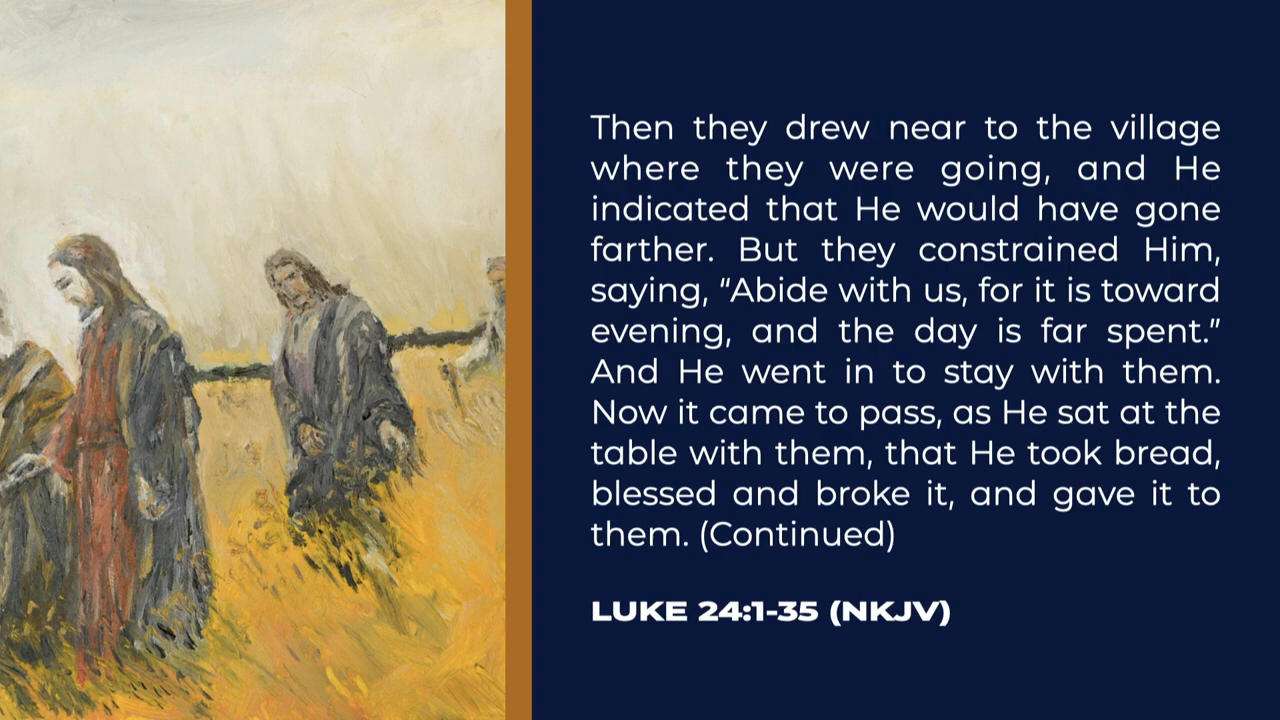 Then they drew near to the village
where they were going, and He
indicated that He would have gone
farther. But they constrained Him,
saying, “Abide with us, for it is toward
evening, and the day is far spent.”
And He went in to stay with them.
Now it came to pass, as He sat at the
table with them, that He took bread,
blessed and broke it, and gave it to
them. (Continued)
LUKE 24:1-35 (NKJV)